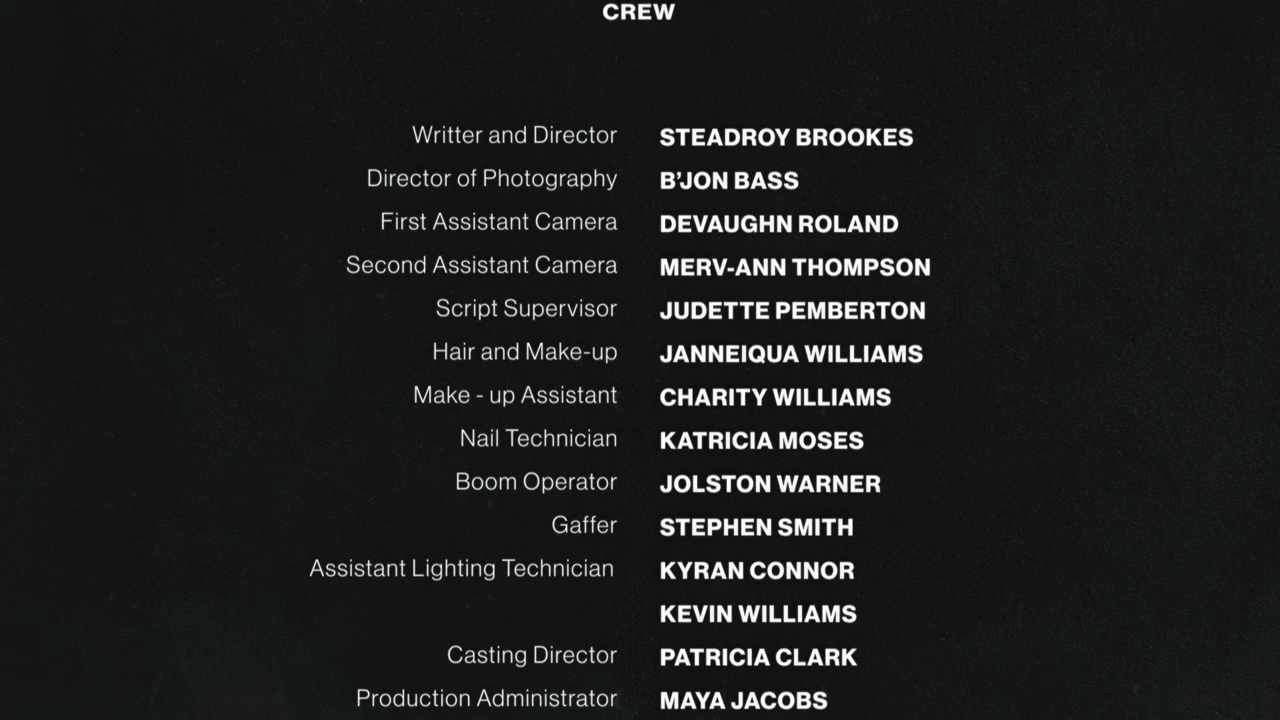 CREW
Writter and Director STEADROY BROOKES
Director of Photography B'JON BASS
First Assistant Camera DEVAUGHN ROLAND
Second Assistant Camera MERV-ANN THOMPSON
Script Supervisor JUDETTE PEMBERTON
Hair and Make-up JANNEIQUA WILLIAMS
Make - up Assistant CHARITY WILLIAMS
Nail Technician KATRICIA MOSES
Boom Operator JOLSTON WARNER
Gaffer STEPHEN SMITH
Assistant Lighting Technician KYRAN CONNOR
KEVIN WILLIAMS
Casting Director PATRICIA CLARK
Production Administrator MAYA JACOBS